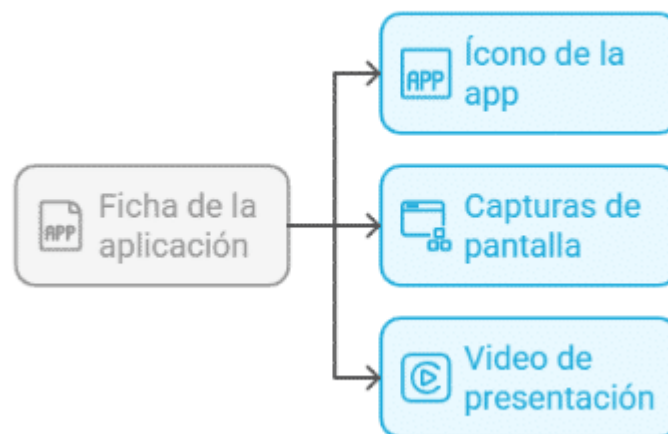 Ficha de la
aplicación
APP
Ícono de la
app
APP
Capturas de
pantalla
Video de
presentación